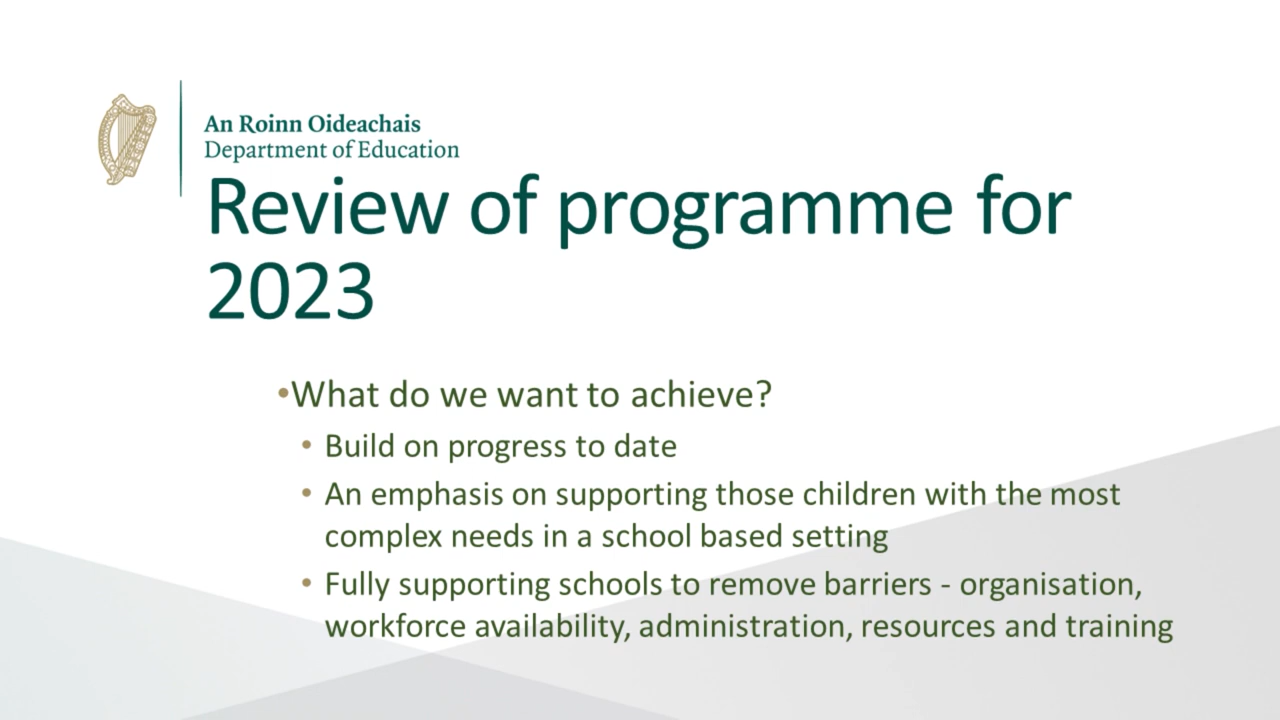 An Roinn Oideachais
Department of Education
Review of programme for
2023
•What do we want to achieve?
• Build on progress to date
• An emphasis on supporting those children with the most
complex needs in a school based setting
• Fully supporting schools to remove barriers - organisation,
workforce availability, administration, resources and training